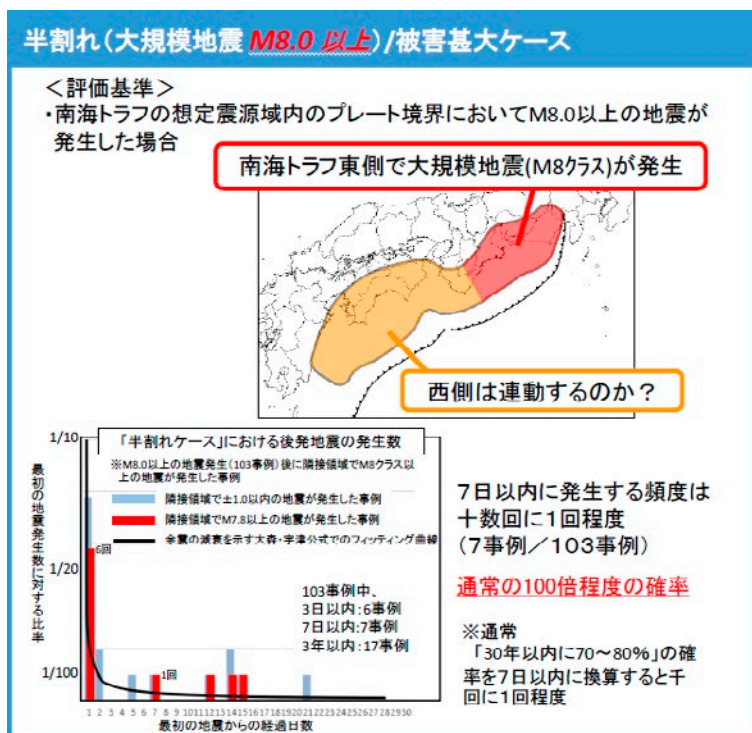 半割れ(大規模地震 M8.0 以上)/被害甚大ケース
＜評価基準＞
・南海トラフの想定震源域内のプレート境界においてM8.0以上の地震が
発生した場合
南海トラフ東側で大規模地震(M8クラス)が発生
西側は連動するのか？
「半割れケース」における後発地震の発生数
※M8.0以上の地震発生(103事例)後に隣接領域でM8クラス以
上の地震が発生した事例
隣接領域で±1.0以内の地震が発生した事例
隣接領域でM7.8以上の地震が発生した事例
余震の減衰を示す大森・宇津公式でのフィッティング曲線
最初の地震発生数に対する比率
1/10
1/20
1/100
6回
1回
103事例中、
3日以内：6事例
7日以内：7事例
3年以内：17事例
1 2 3 4 5 6 7 8 9 10 11 12 13 14 15 16 17 18 19 20 21 22 23 24 25 26 27 28 29 30
最初の地震からの経過日数
7日以内に発生する頻度は
十数回に1回程度
(7事例／103事例)
通常の100倍程度の確率
※通常
「30年以内に70～80%」の確
率を7日以内に換算すると千
回に1回程度